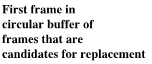 First frame in
circular buffer of
frames that are
candidates for replacement